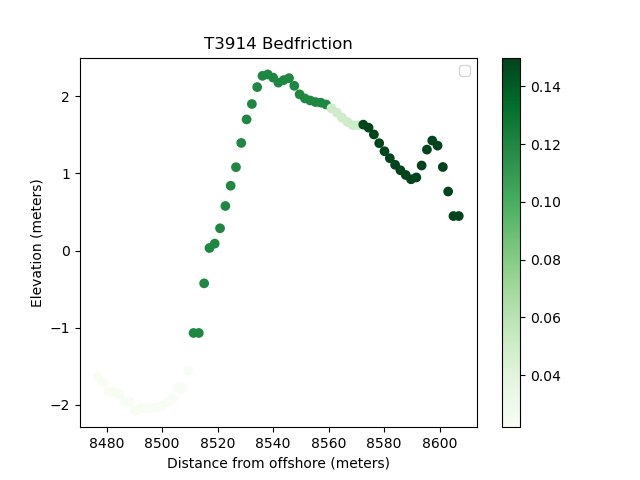 T3914 Bedfriction
Elevation (meters)
2
1
0
−1
−2
8480 8500 8520 8540 8560 8580 8600
Distance from offshore (meters)
0.14
0.12
0.10
0.08
0.06
0.04